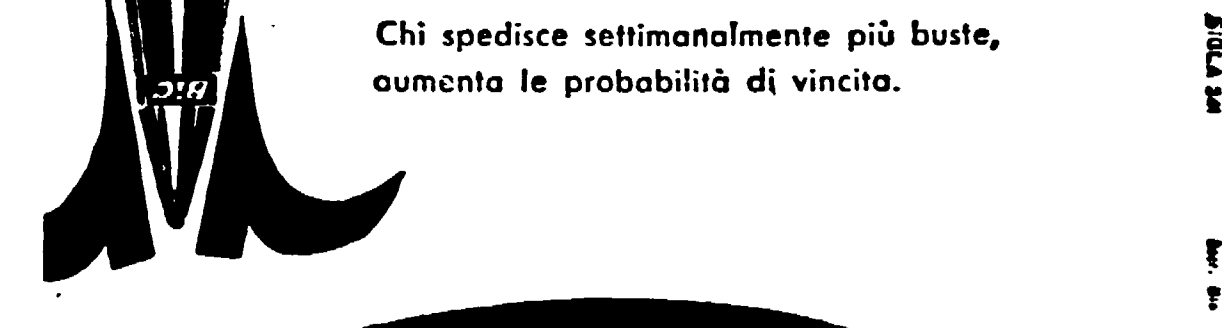 Chi spedisce settimanalmente più buste,
aumenta le probabilità di vincita.
BiC